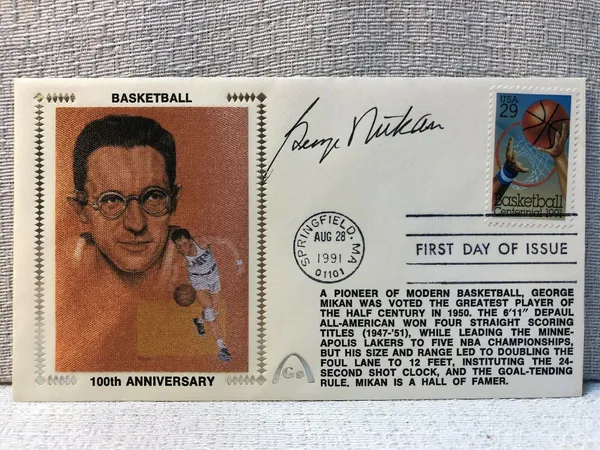 BASKETBALL
100th ANNIVERSARY
George Mikan
USA
29
Basketball
Centennial 1991
SPRINGFIELD, MA
AUG 28
1991
01101
FIRST DAY OF ISSUE
A PIONEER OF MODERN BASKETBALL, GEORGE
MIKAN WAS VOTED THE GREATEST PLAYER OF
THE HALF CENTURY IN 1950. THE 6'11" DEPAUL
ALL-AMERICAN WON FOUR STRAIGHT SCORING
TITLES (1947-'51), WHILE LEADING THE MINNE-
APOLIS LAKERS TO FIVE NBA CHAMPIONSHIPS,
BUT HIS SIZE AND RANGE LED TO DOUBLING THE
FOUL LANE TO 12 FEET, INSTITUTING THE 24-
SECOND SHOT CLOCK, AND THE GOAL-TENDING
RULE. MIKAN IS A HALL OF FAMER.